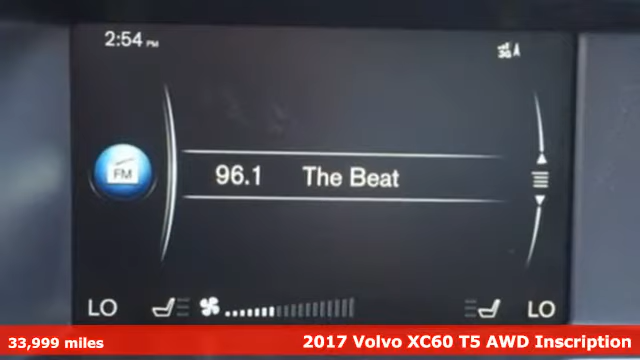 2:54 PM
3G
FM
96.1 The Beat
LO LO
33,999 miles 2017 Volvo XC60 T5 AWD Inscription